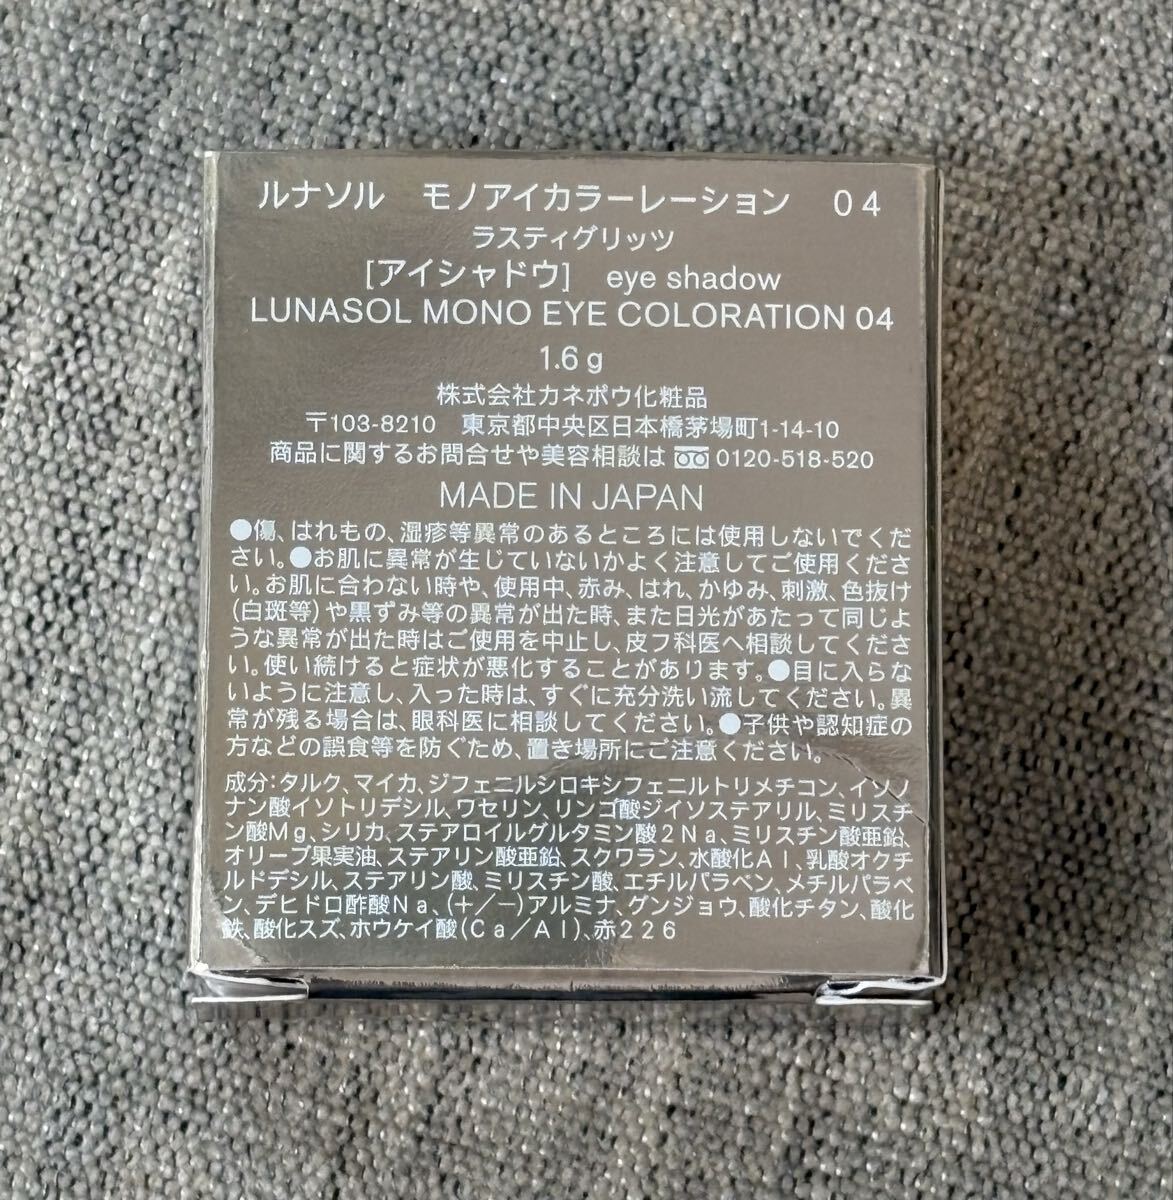 ルナソル　モノアイカラーレーション　04
ラスティグリッツ
[アイシャドウ]　eye shadow
LUNASOL MONO EYE COLORATION 04
1.6 g
株式会社カネボウ化粧品
〒103-8210　東京都中央区日本橋茅場町1-14-10
商品に関するお問合せや美容相談は 0120-518-520
MADE IN JAPAN
●傷、はれもの、湿疹等異常のあるところには使用しないでくだ
さい。●お肌に異常が生じていないかよく注意してご使用くださ
い。お肌に合わない時や、使用中、赤み、はれ、かゆみ、刺激、色抜け
(白斑等)や黒ずみ等の異常が出た時、また日光があたって同じよ
うな異常が出た時はご使用を中止し、皮フ科医へ相談してくださ
い。使い続けると症状が悪化することがあります。●目に入らな
いように注意し、入った時は、すぐに充分洗い流してください。異
常が残る場合は、眼科医に相談してください。●子供や認知症の
方などの誤食等を防ぐため、置き場所にご注意ください。
成分:タルク、マイカ、ジフェニルシロキシフェニルトリメチコン、イソノ
ナン酸イソトリデシル、ワセリン、リンゴ酸ジイソステアリル、ミリスチ
ン酸Mg、シリカ、ステアロイルグルタミン酸2Na、ミリスチン酸亜鉛、
オリーブ果実油、ステアリン酸亜鉛、スクワラン、水酸化Al、乳酸オクチ
ルドデシル、ステアリン酸、ミリスチン酸、エチルパラベン、メチルパラベ
ン、デヒドロ酢酸Na、(+/-)アルミナ、グンジョウ、酸化チタン、酸化
鉄、酸化スズ、ホウケイ酸(Ca/Al)、赤226